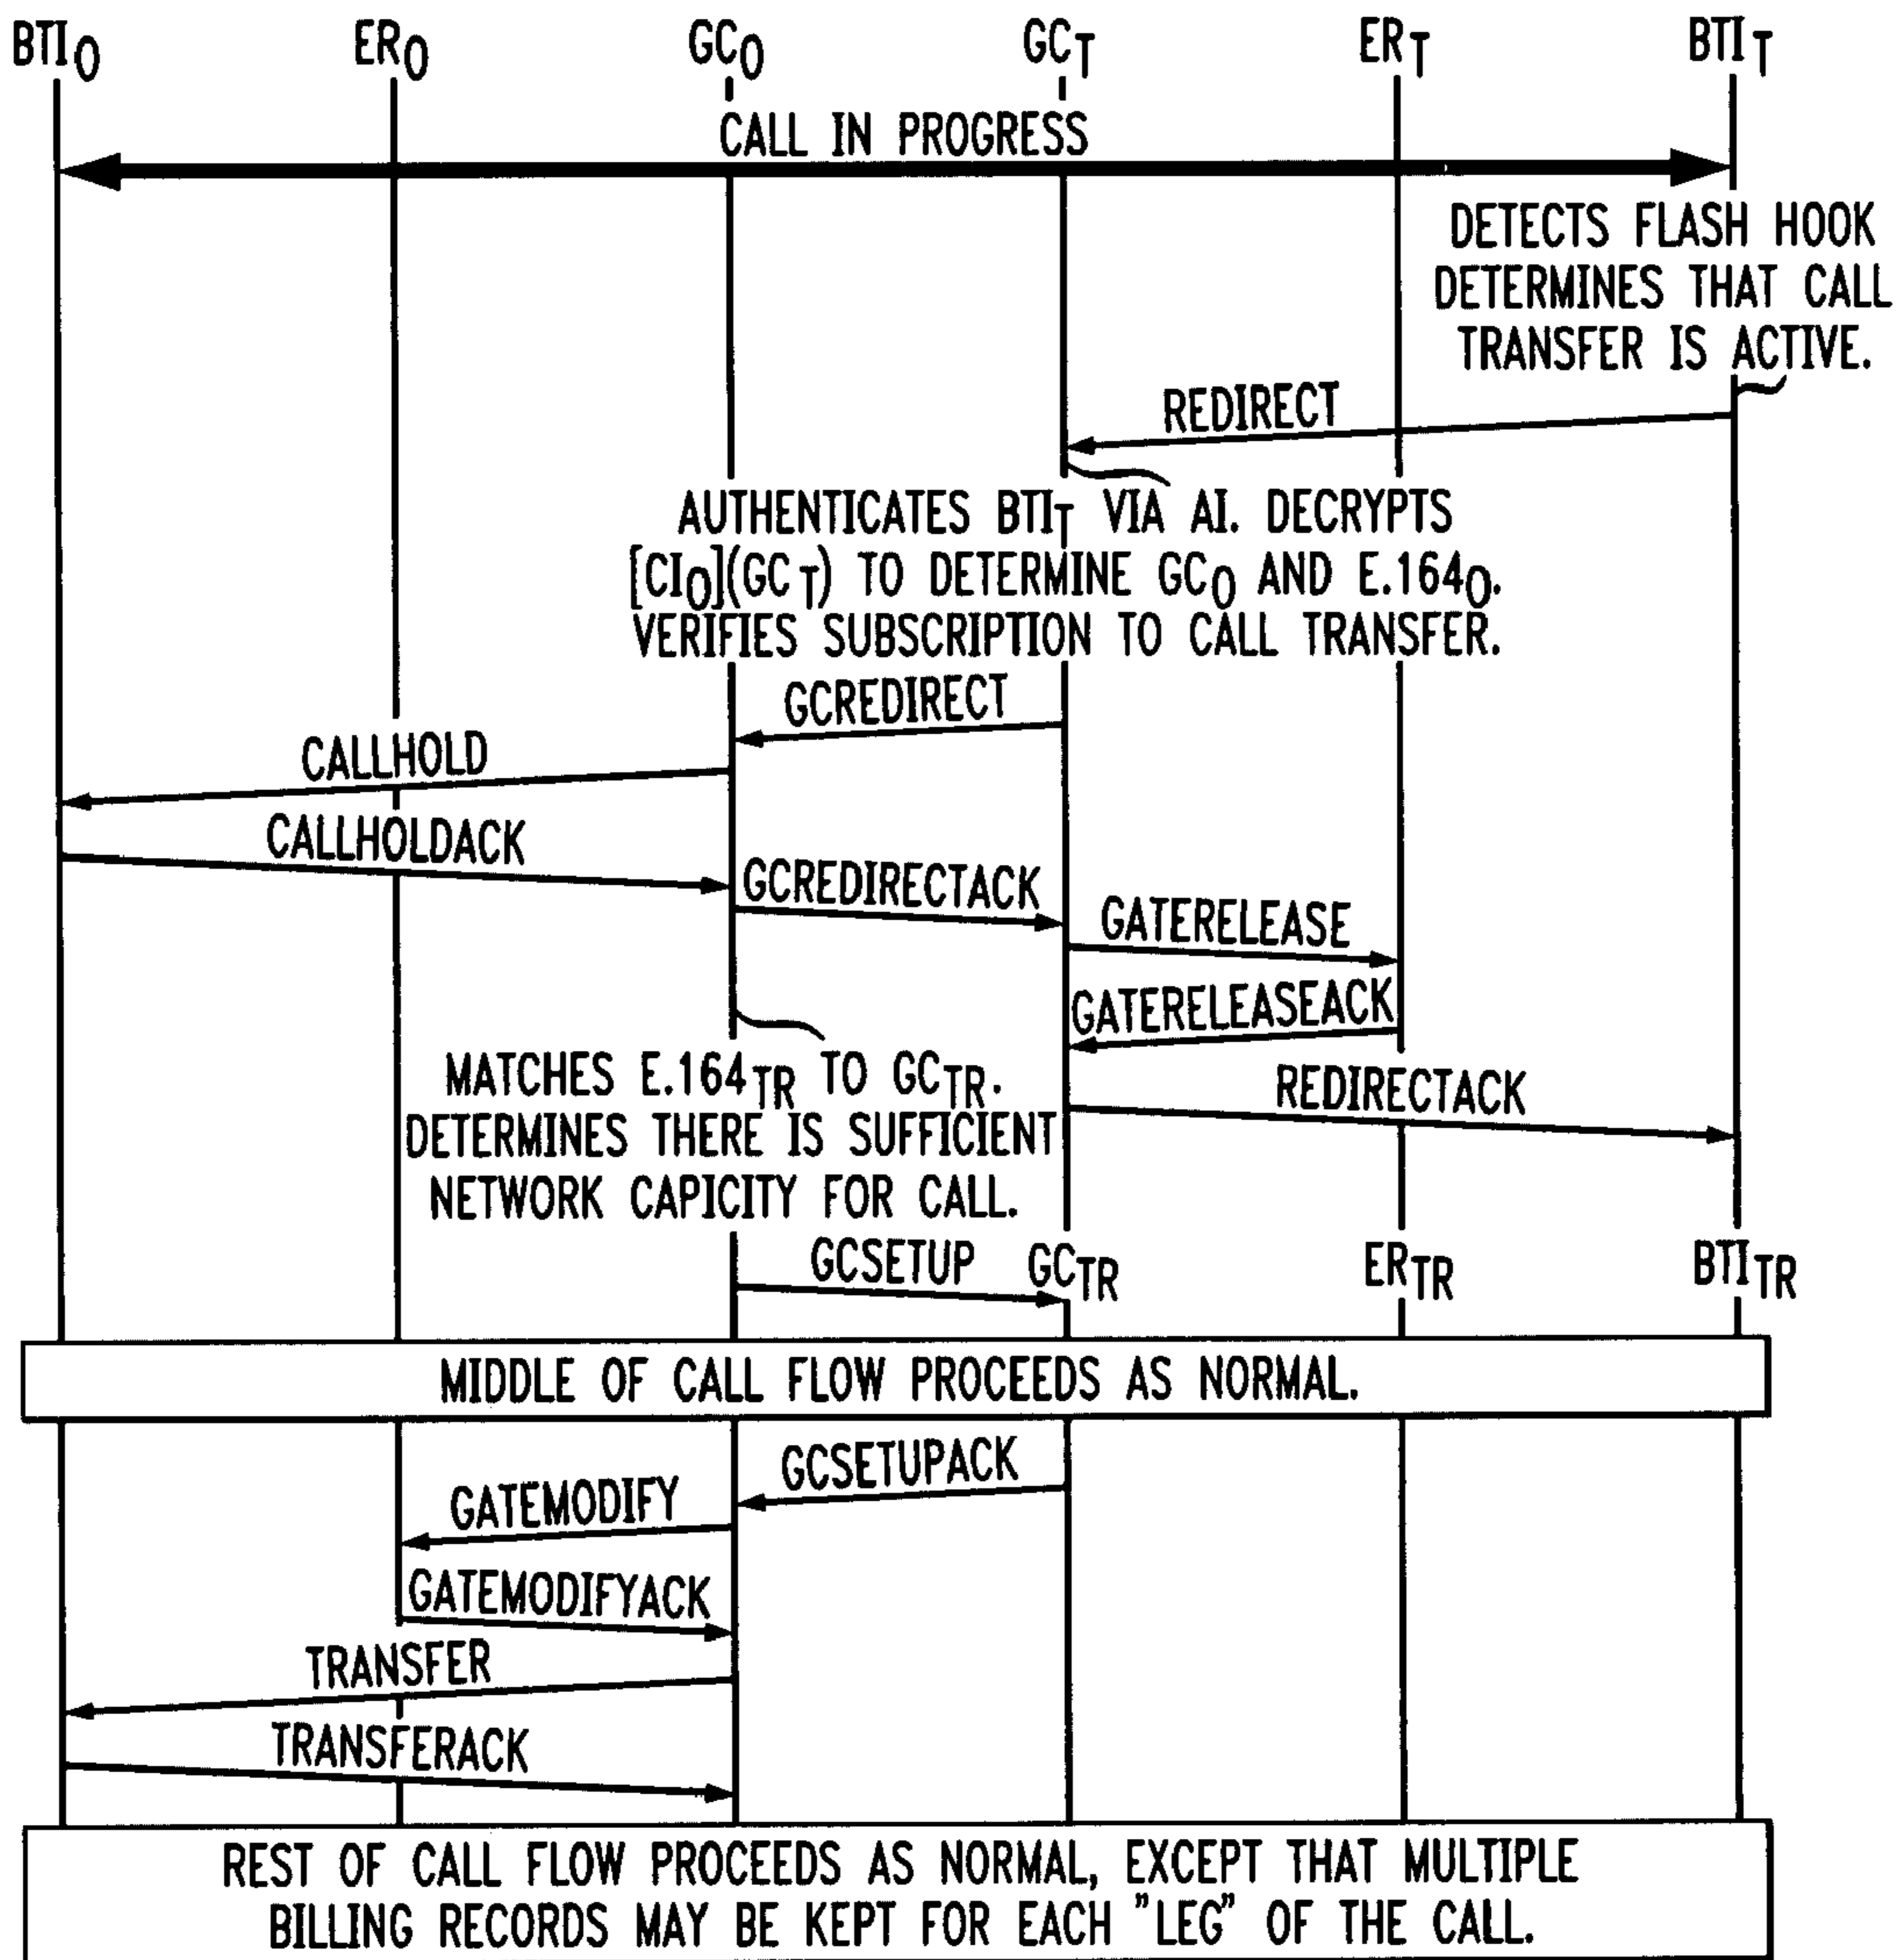 BTIO ERO GCO GCT ERT BTIT
CALL IN PROGRESS
DETECTS FLASH HOOK
DETERMINES THAT CALL
TRANSFER IS ACTIVE.
REDIRECT
AUTHENTICATES BTIT VIA AI. DECRYPTS
[CIO](GCT) TO DETERMINE GCO AND E.164O.
VERIFIES SUBSCRIPTION TO CALL TRANSFER.
GCREDIRECT
CALLHOLD
CALLHOLDACK
GCREDIRECTACK
GATERELEASE
GATERELEASEACK
MATCHES E.164TR TO GCTR.
DETERMINES THERE IS SUFFICIENT
NETWORK CAPICITY FOR CALL.
REDIRECTACK
GCSETUP GCTR ERTR BTITR
MIDDLE OF CALL FLOW PROCEEDS AS NORMAL.
GCSETUPACK
GATEMODIFY
GATEMODIFYACK
TRANSFER
TRANSFERACK
REST OF CALL FLOW PROCEEDS AS NORMAL, EXCEPT THAT MULTIPLE
BILLING RECORDS MAY BE KEPT FOR EACH "LEG" OF THE CALL.